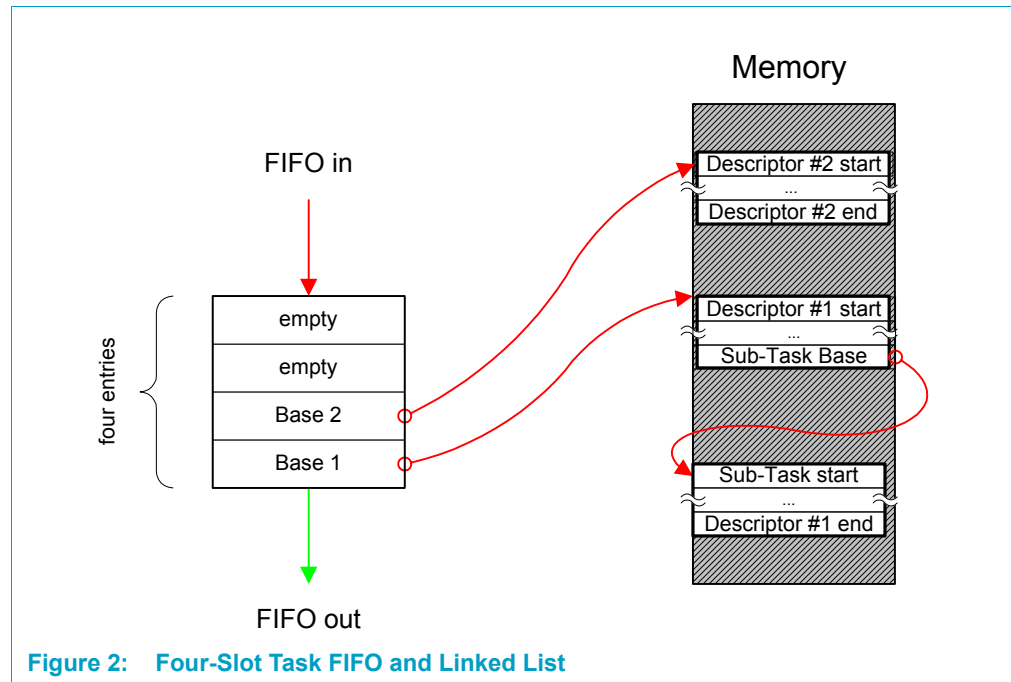 Memory
FIFO in
Descriptor #2 start
...
Descriptor #2 end
four entries
empty
empty
Base 2
Base 1
Descriptor #1 start
...
Sub-Task Base
Sub-Task start
...
Descriptor #1 end
FIFO out
Figure 2: Four-Slot Task FIFO and Linked List